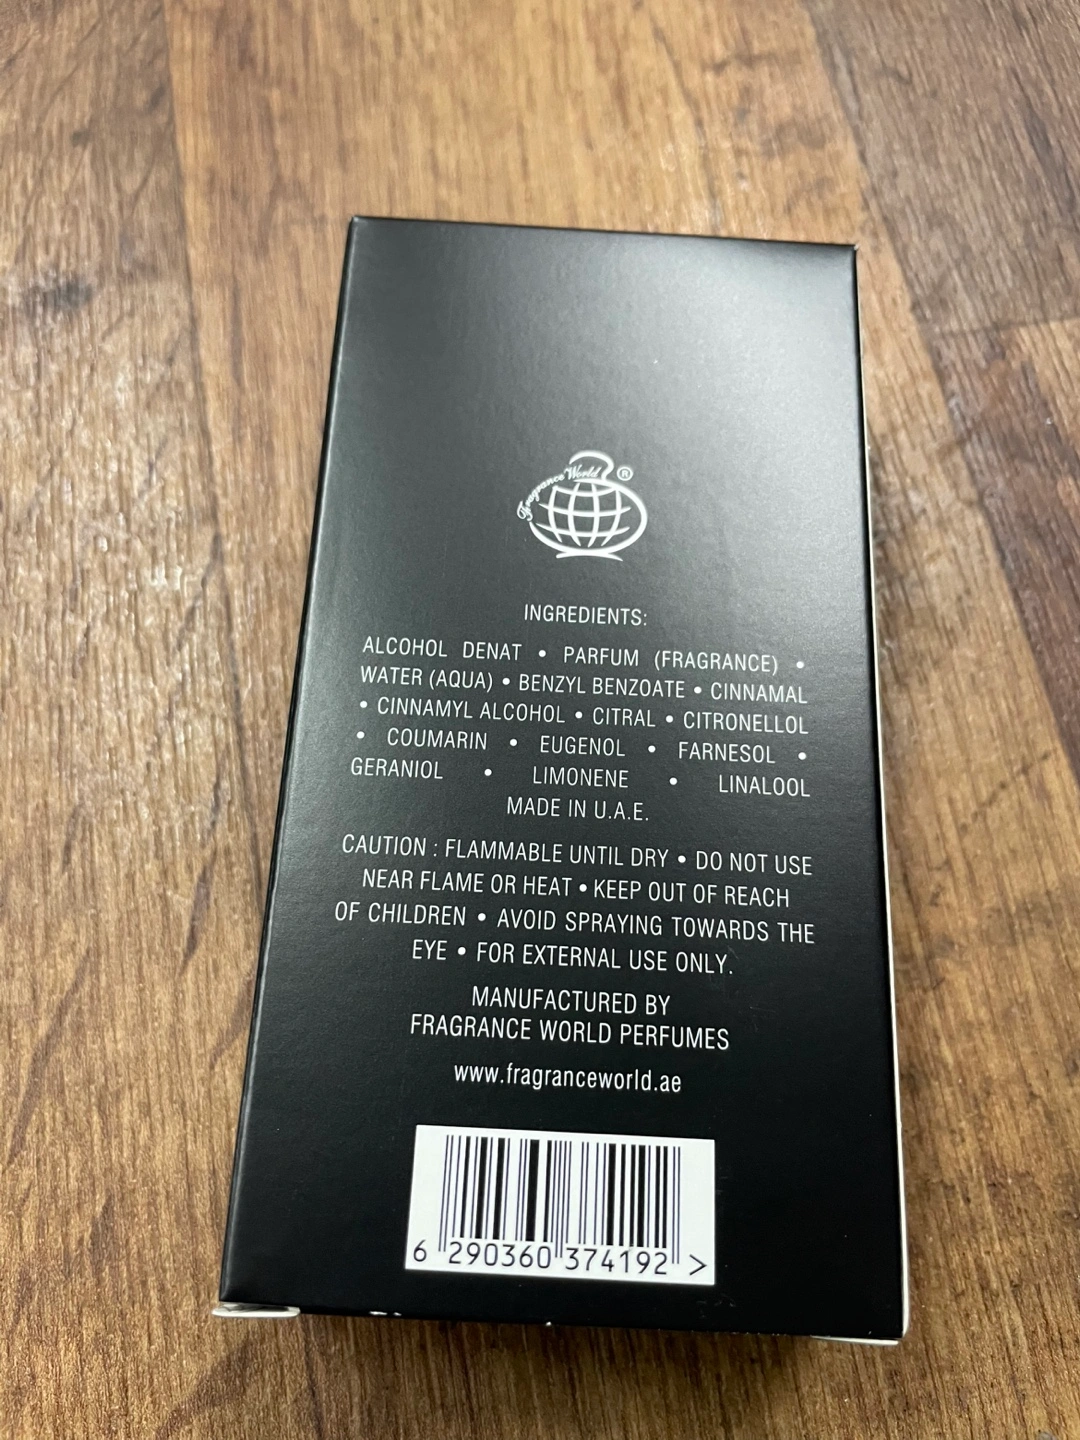 Fragrance World ®
INGREDIENTS:
ALCOHOL DENAT • PARFUM (FRAGRANCE) •
WATER (AQUA) • BENZYL BENZOATE • CINNAMAL
• CINNAMYL ALCOHOL • CITRAL • CITRONELLOL
• COUMARIN • EUGENOL • FARNESOL •
GERANIOL • LIMONENE • LINALOOL
MADE IN U.A.E.
CAUTION : FLAMMABLE UNTIL DRY • DO NOT USE
NEAR FLAME OR HEAT • KEEP OUT OF REACH
OF CHILDREN • AVOID SPRAYING TOWARDS THE
EYE • FOR EXTERNAL USE ONLY.
MANUFACTURED BY
FRAGRANCE WORLD PERFUMES
www.fragranceworld.ae
6 290360 374192 >